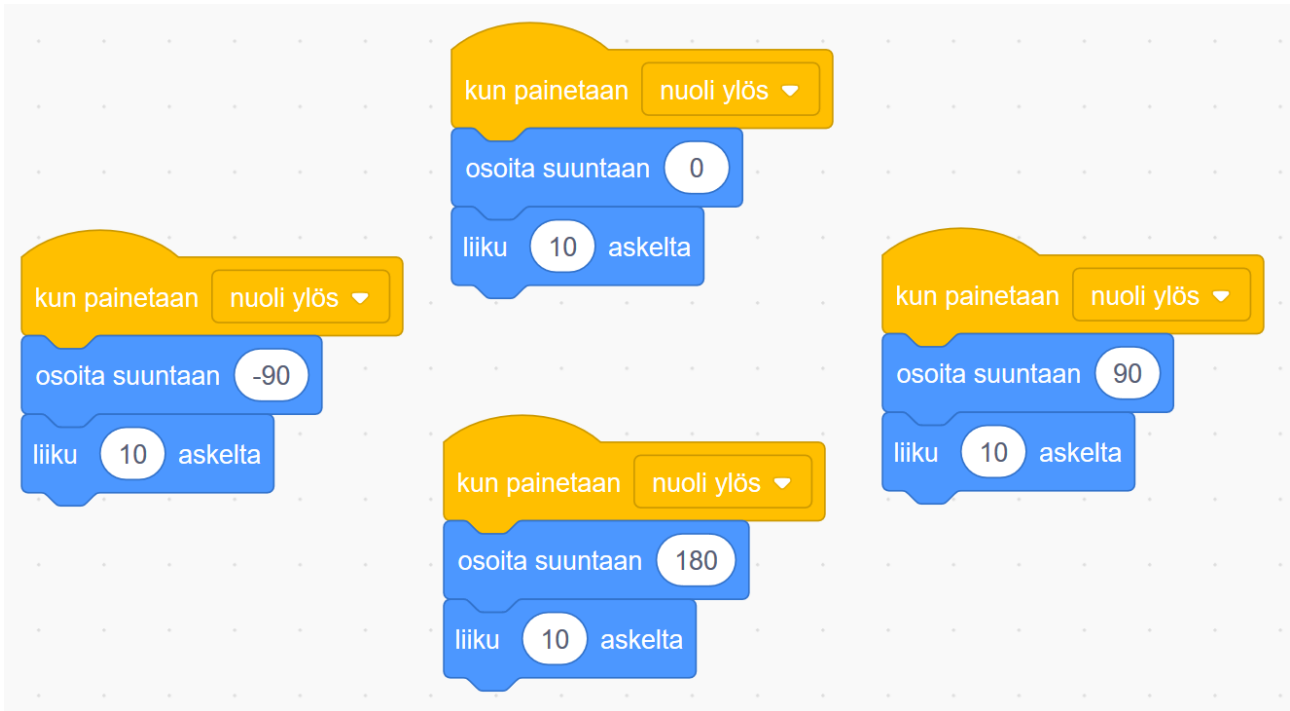 kun painetaan nuoli ylös
osoita suuntaan 0
liiku 10 askelta
kun painetaan nuoli ylös
osoita suuntaan -90
liiku 10 askelta
kun painetaan nuoli ylös
osoita suuntaan 90
liiku 10 askelta
kun painetaan nuoli ylös
osoita suuntaan 180
liiku 10 askelta